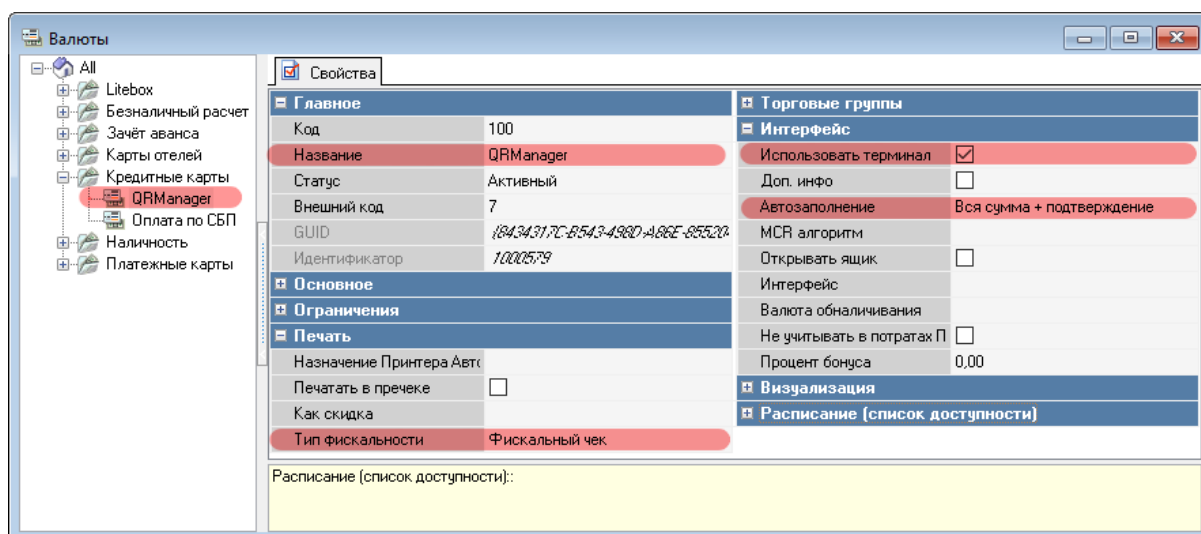 Валюты
All
Litebox
Безналичный расчет
Зачёт аванса
Карты отелей
Кредитные карты
QRManager
Оплата по СБП
Наличность
Платежные карты
Свойства
Главное
Код 100
Название QRManager
Статус Активный
Внешний код 7
GUID
Идентификатор 1000579
Основное
Ограничения
Печать
Назначение Принтера Авто
Печатать в пречеке
Как скидка
Тип фискальности Фискальный чек
Торговые группы
Интерфейс
Использовать терминал
Доп. инфо
Автозаполнение Вся сумма + подтверждение
MCR алгоритм
Открывать ящик
Интерфейс
Валюта обналичивания
Не учитывать в потратах П
Процент бонуса 0,00
Визуализация
Расписание (список доступности)
Расписание (список доступности)::